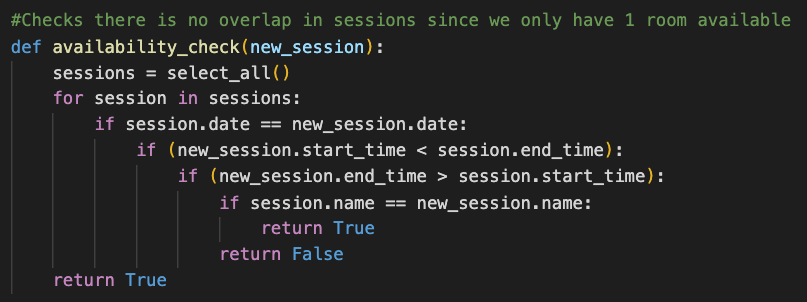 #Checks there is no overlap in sessions since we only have 1 room available
def availability_check(new_session):
    sessions = select_all()
    for session in sessions:
        if session.date == new_session.date:
            if (new_session.start_time < session.end_time):
                if (new_session.end_time > session.start_time):
                    if session.name == new_session.name:
                        return True
                    return False
    return True